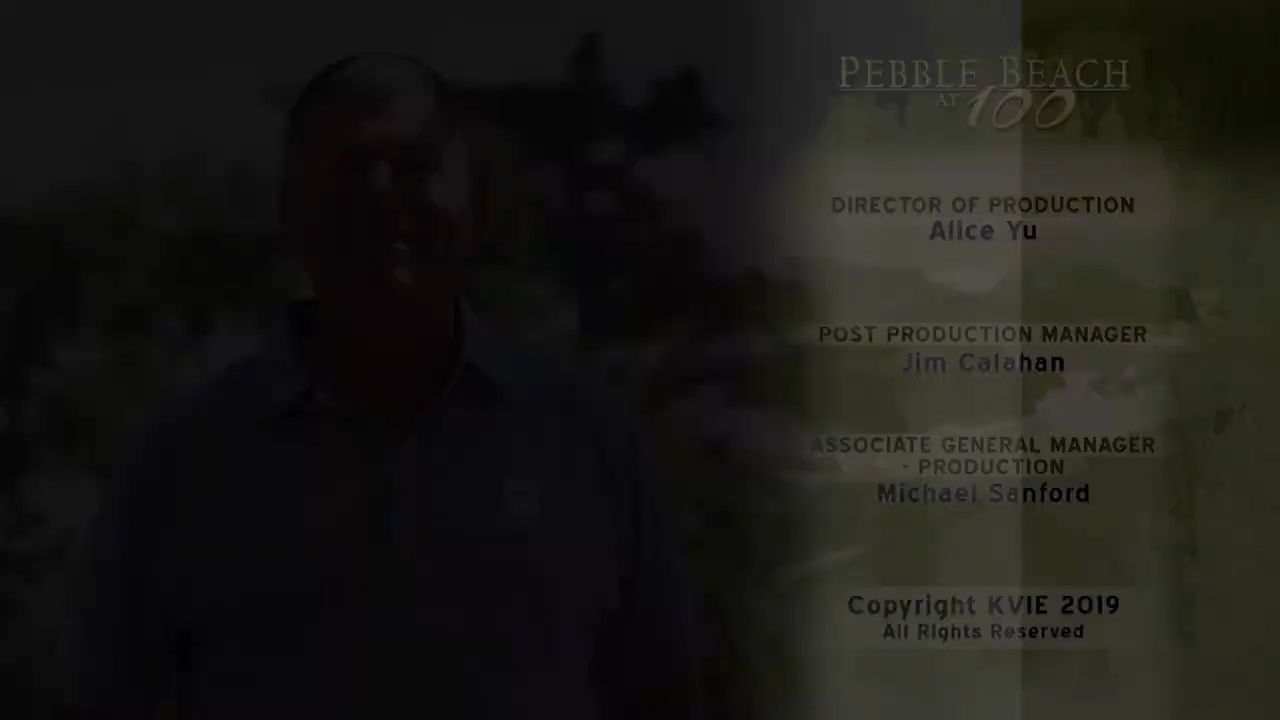 PEBBLE BEACH
AT 100
DIRECTOR OF PRODUCTION
Alice Yu
POST PRODUCTION MANAGER
Jim Calahan
ASSOCIATE GENERAL MANAGER
- PRODUCTION
Michael Sanford
Copyright KVIE 2019
All Rights Reserved